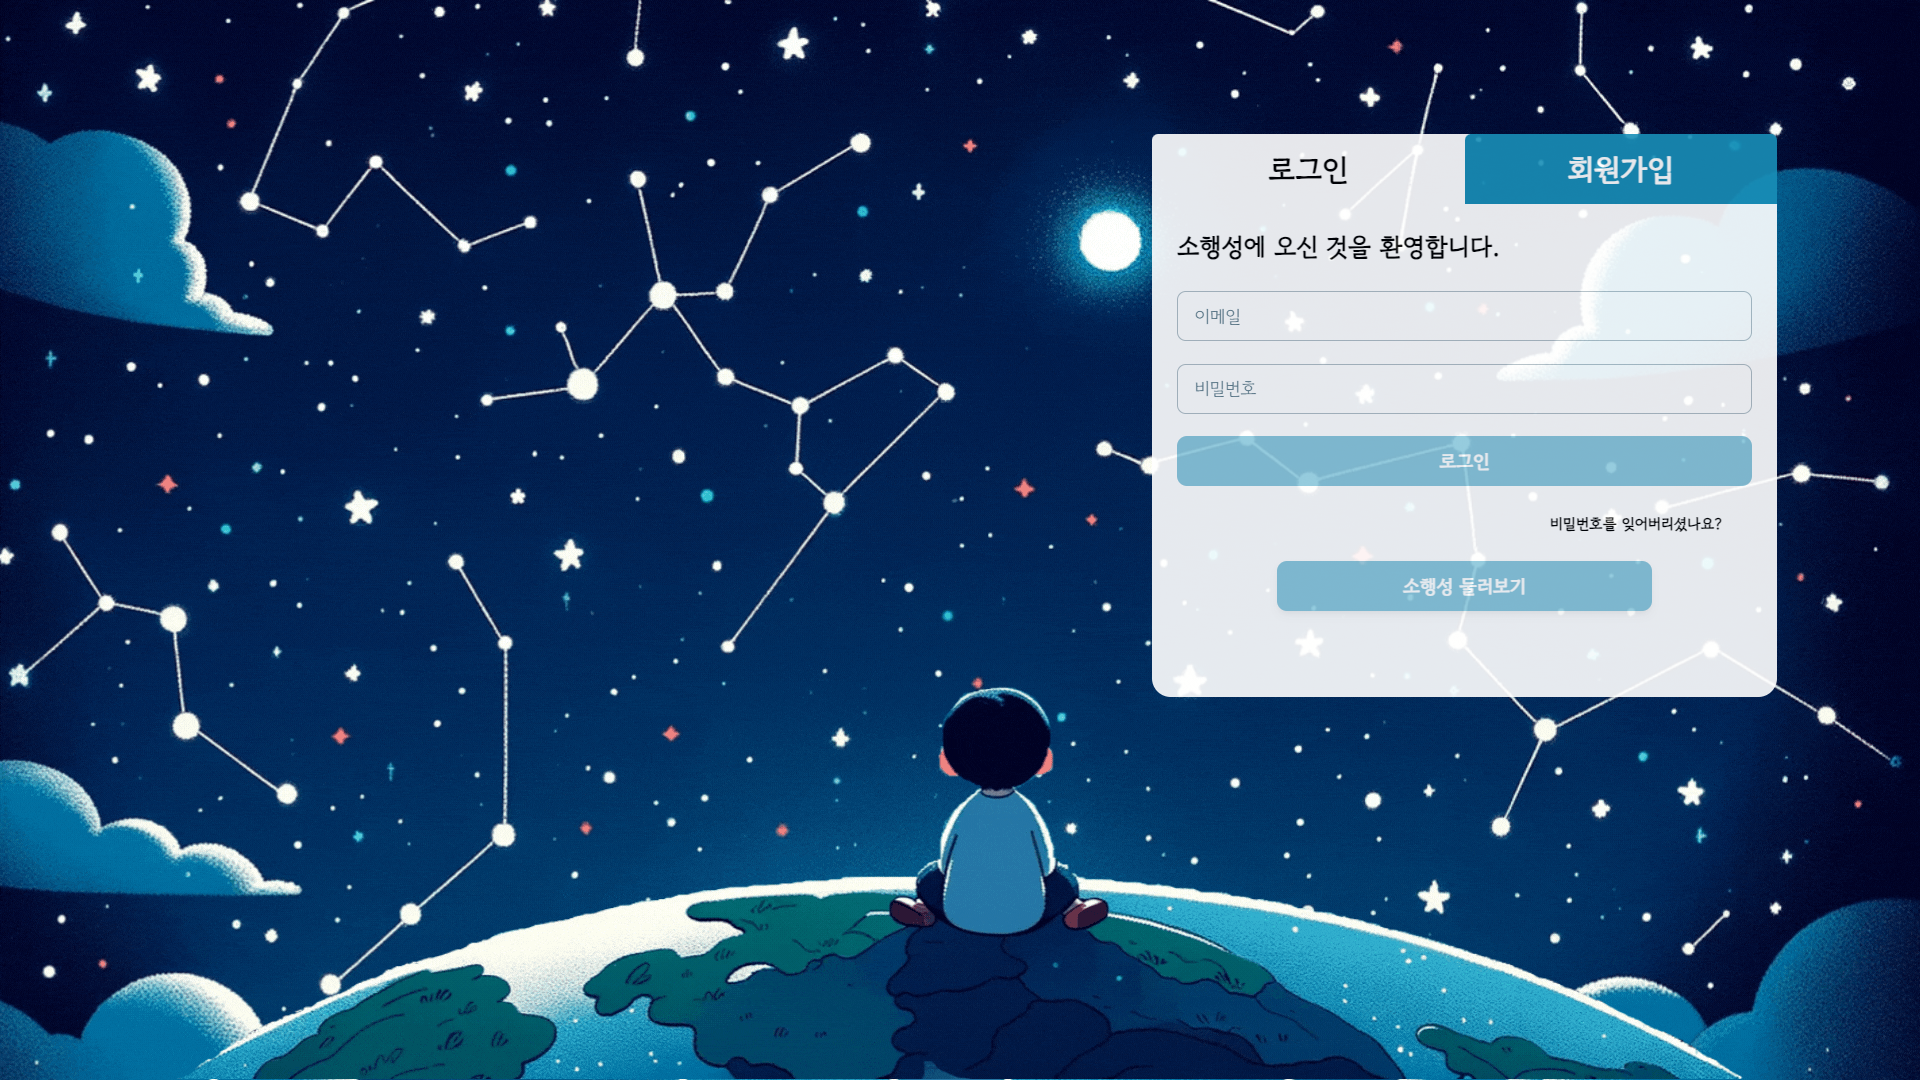 로그인
회원가입
소행성에 오신 것을 환영합니다.
이메일
비밀번호
로그인
비밀번호를 잊어버리셨나요?
소행성 둘러보기